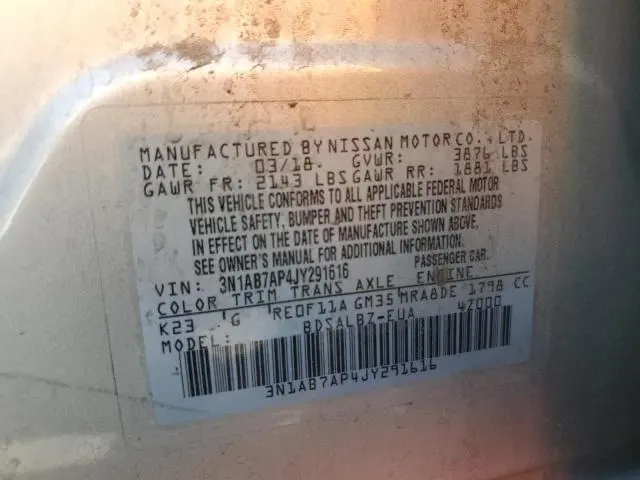 MANUFACTURED BY NISSAN MOTOR CO., LTD.
DATE: 03/18 GVWR: 3876 LBS
GAWR FR: 2143 LBS GAWR RR: 1881 LBS
THIS VEHICLE CONFORMS TO ALL APPLICABLE FEDERAL MOTOR
VEHICLE SAFETY, BUMPER AND THEFT PREVENTION STANDARDS
IN EFFECT ON THE DATE OF MANUFACTURE SHOWN ABOVE.
SEE OWNER'S MANUAL FOR ADDITIONAL INFORMATION.
VIN: 3N1AB7AP4JY291616 PASSENGER CAR
COLOR TRIM TRANS AXLE ENGINE
K23 G RE0F11A GM35 MRA8DE 1798 CC
MODEL: BDSALBZ-EUA 47000
3N1AB7AP4JY291616